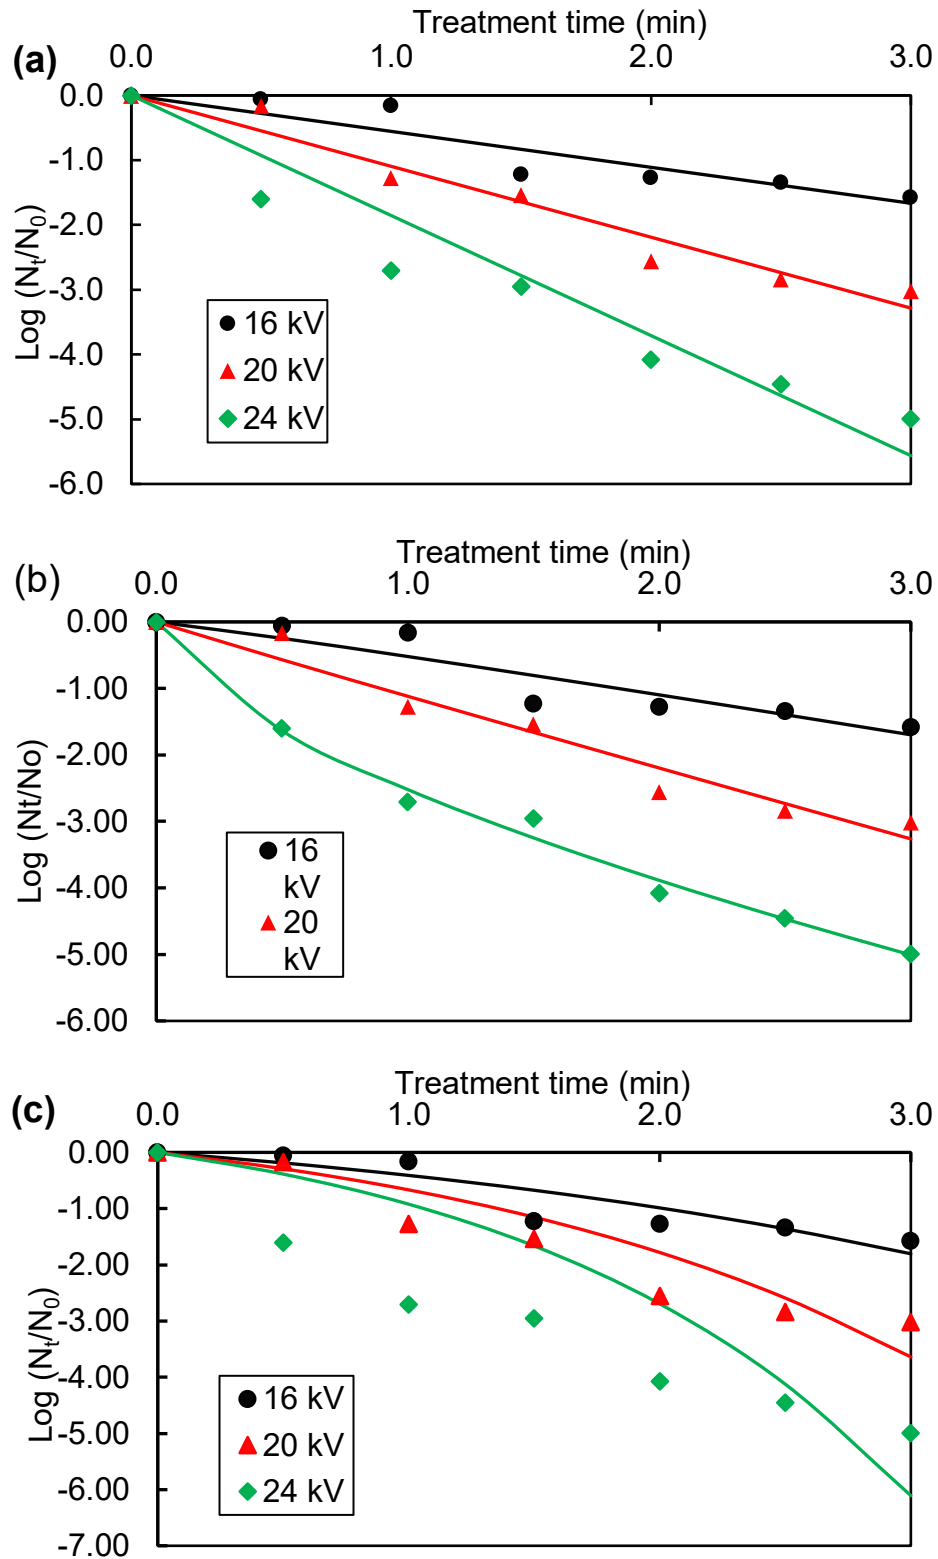 Treatment time (min)
(a)
0.0 1.0 2.0 3.0
0.0
-1.0
-2.0
-3.0
-4.0
-5.0
-6.0
Log (Nt/N0)
16 kV
20 kV
24 kV
Treatment time (min)
(b)
0.0 1.0 2.0 3.0
0.00
-1.00
-2.00
-3.00
-4.00
-5.00
-6.00
Log (Nt/No)
16
kV
20
kV
Treatment time (min)
(c)
0.0 1.0 2.0 3.0
0.00
-1.00
-2.00
-3.00
-4.00
-5.00
-6.00
-7.00
Log (Nt/N0)
16 kV
20 kV
24 kV